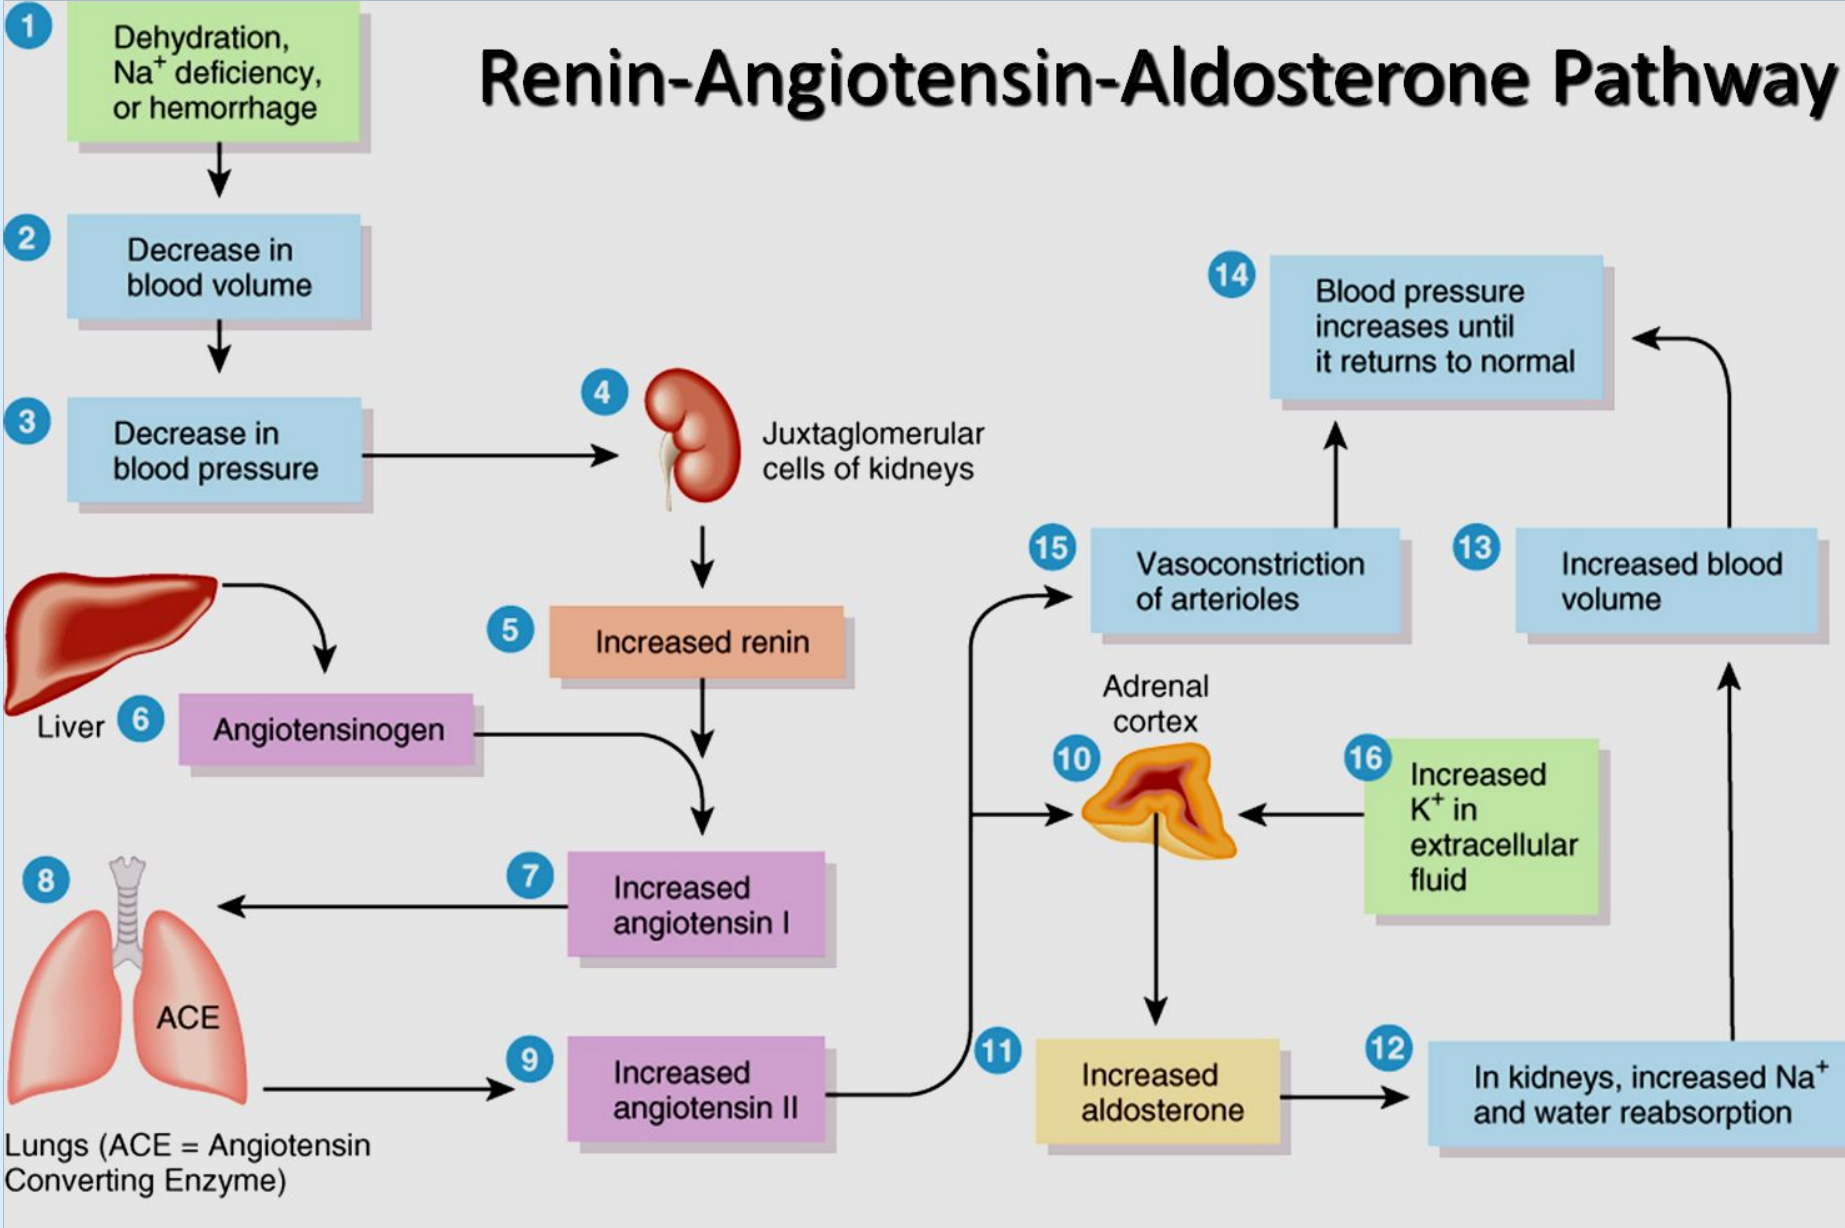 Renin-Angiotensin-Aldosterone Pathway
1
Dehydration,
Na⁺ deficiency,
or hemorrhage
2
Decrease in
blood volume
3
Decrease in
blood pressure
4
Juxtaglomerular
cells of kidneys
5
Increased renin
Liver
6
Angiotensinogen
7
Increased
angiotensin I
8
ACE
Lungs (ACE = Angiotensin
Converting Enzyme)
9
Increased
angiotensin II
10
Adrenal
cortex
11
Increased
aldosterone
12
In kidneys, increased Na⁺
and water reabsorption
13
Increased blood
volume
14
Blood pressure
increases until
it returns to normal
15
Vasoconstriction
of arterioles
16
Increased
K⁺ in
extracellular
fluid